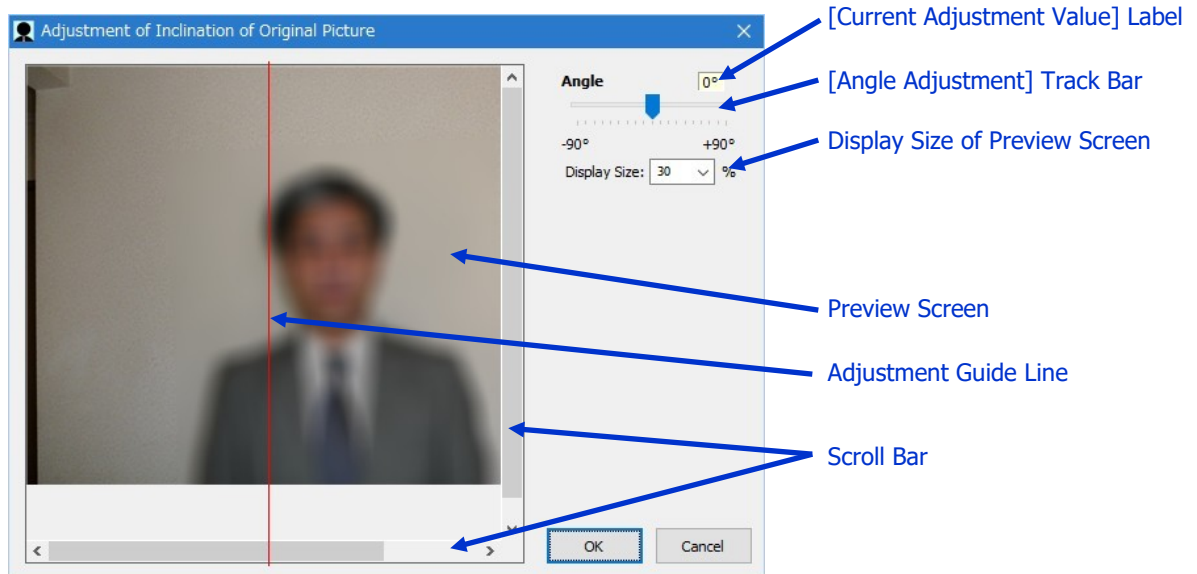 [Current Adjustment Value] Label
Adjustment of Inclination of Original Picture
Angle
0°
[Angle Adjustment] Track Bar
-90°
+90°
Display Size of Preview Screen
Display Size: 30 %
Preview Screen
Adjustment Guide Line
Scroll Bar
OK
Cancel